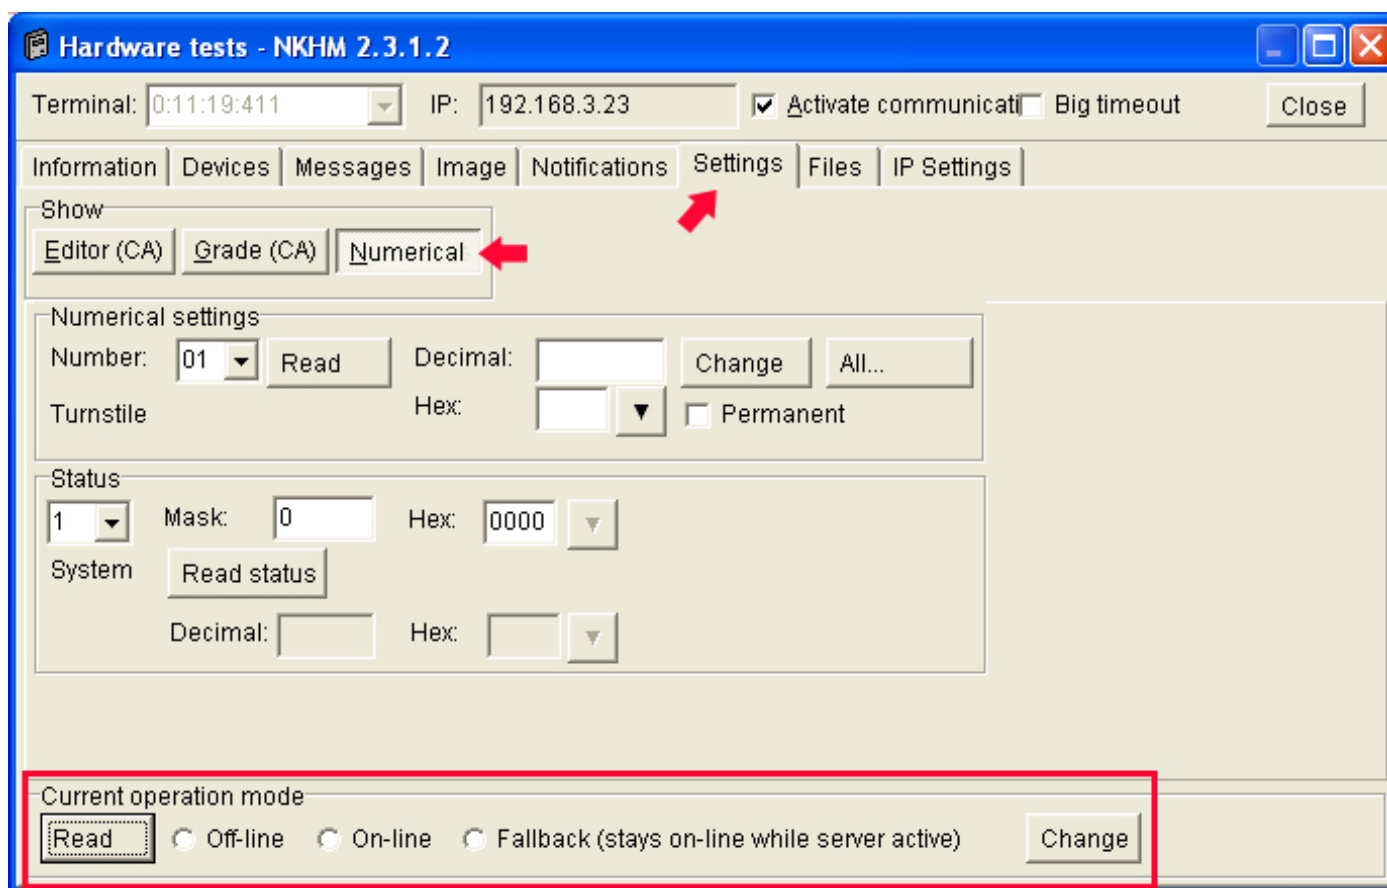 Hardware tests - NKHM 2.3.1.2
Terminal: 0:11:19:411 IP: 192.168.3.23 Activate communicati Big timeout Close
Information Devices Messages Image Notifications Settings Files IP Settings
Show
Editor (CA) Grade (CA) Numerical
Numerical settings
Number: 01 Read Decimal: Change All...
Turnstile Hex: Permanent
Status
1 Mask: 0 Hex: 0000
System Read status
Decimal: Hex:
Current operation mode
Read Off-line On-line Fallback (stays on-line while server active) Change